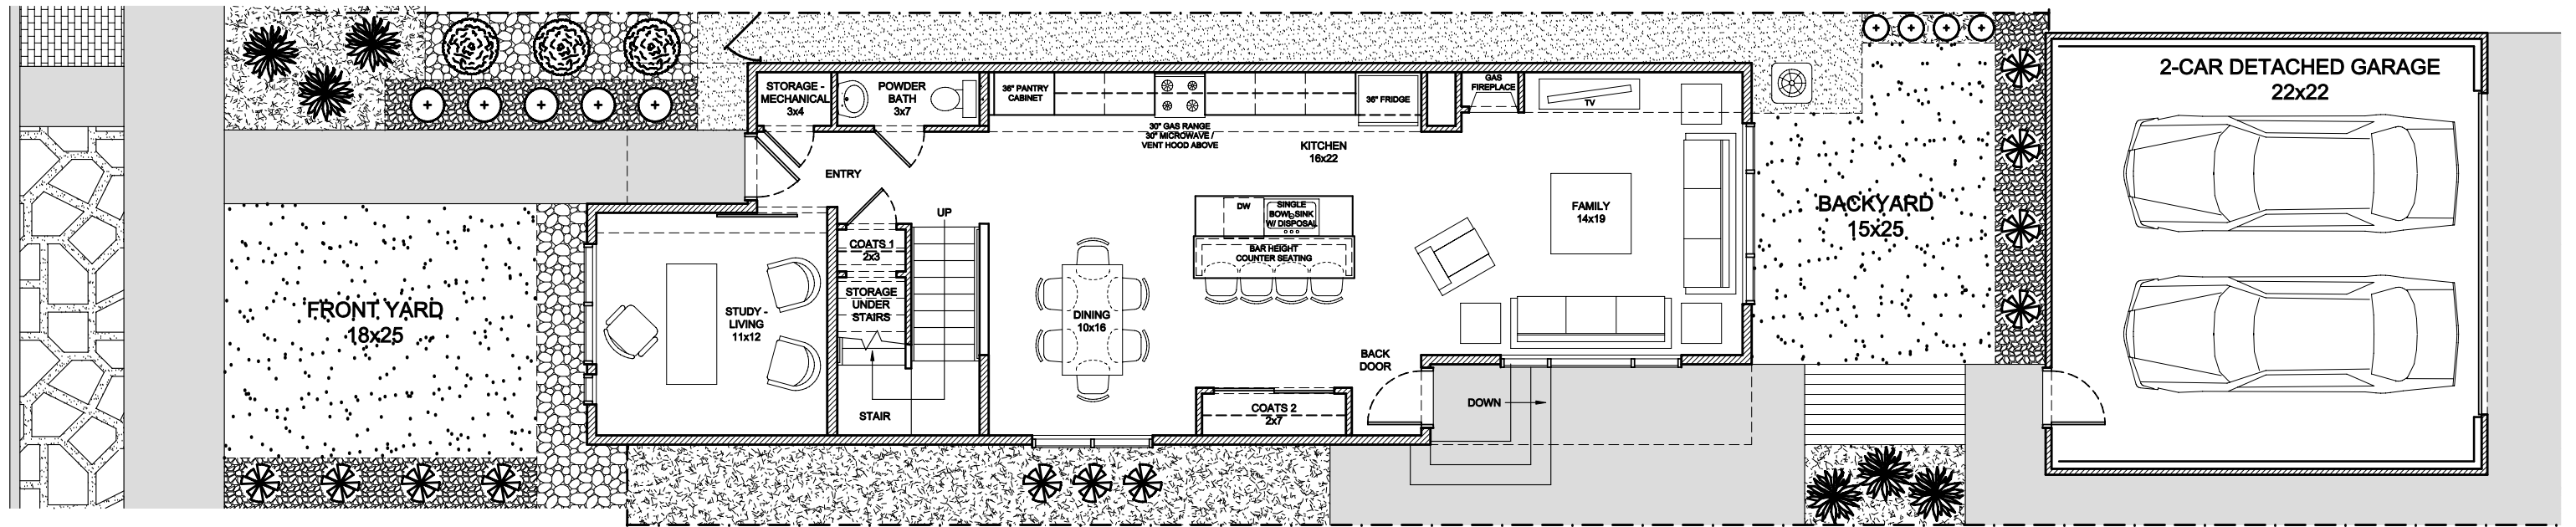 STORAGE -
MECHANICAL
3x4
POWDER
BATH
3x7
36" PANTRY
CABINET
30" GAS RANGE
30" MICROWAVE /
VENT HOOD ABOVE
36" FRIDGE
GAS
FIREPLACE
TV
2-CAR DETACHED GARAGE
22x22
KITCHEN
16x22
ENTRY
UP
DW
SINGLE
BOWL SINK
W/ DISPOSAL
BAR HEIGHT
COUNTER SEATING
FAMILY
14x19
BACKYARD
15x25
COATS 1
2x3
STORAGE
UNDER
STAIRS
FRONT YARD
18x25
STUDY -
LIVING
11x12
DINING
10x16
BACK
DOOR
STAIR
COATS 2
2x7
DOWN